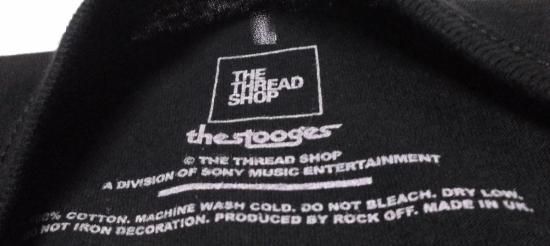 L
THE
THREAD
SHOP
thestooges
© THE THREAD SHOP
A DIVISION OF SONY MUSIC ENTERTAINMENT
COTTON. MACHINE WASH COLD. DO NOT BLEACH. DRY LOW.
NOT IRON DECORATION. PRODUCED BY ROCK OFF. MADE IN UK.